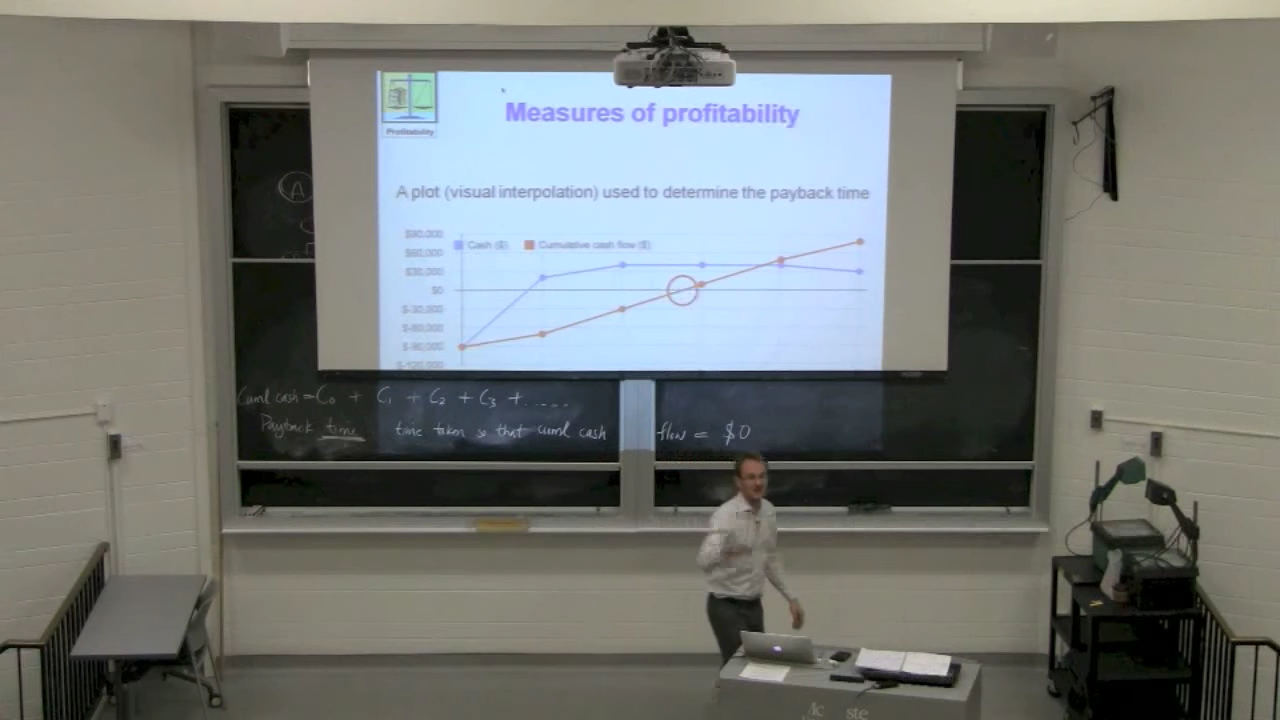 Profitability
Measures of profitability
A plot (visual interpolation) used to determine the payback time
$90,000
Cash ($) Cumulative cash flow ($)
$60,000
$30,000
$0
$-30,000
$-60,000
$-90,000
$-120,000
A
Cuml cash = C0 + C1 + C2 + C3 + .....
Payback time time taken so that cuml cash flow = $0